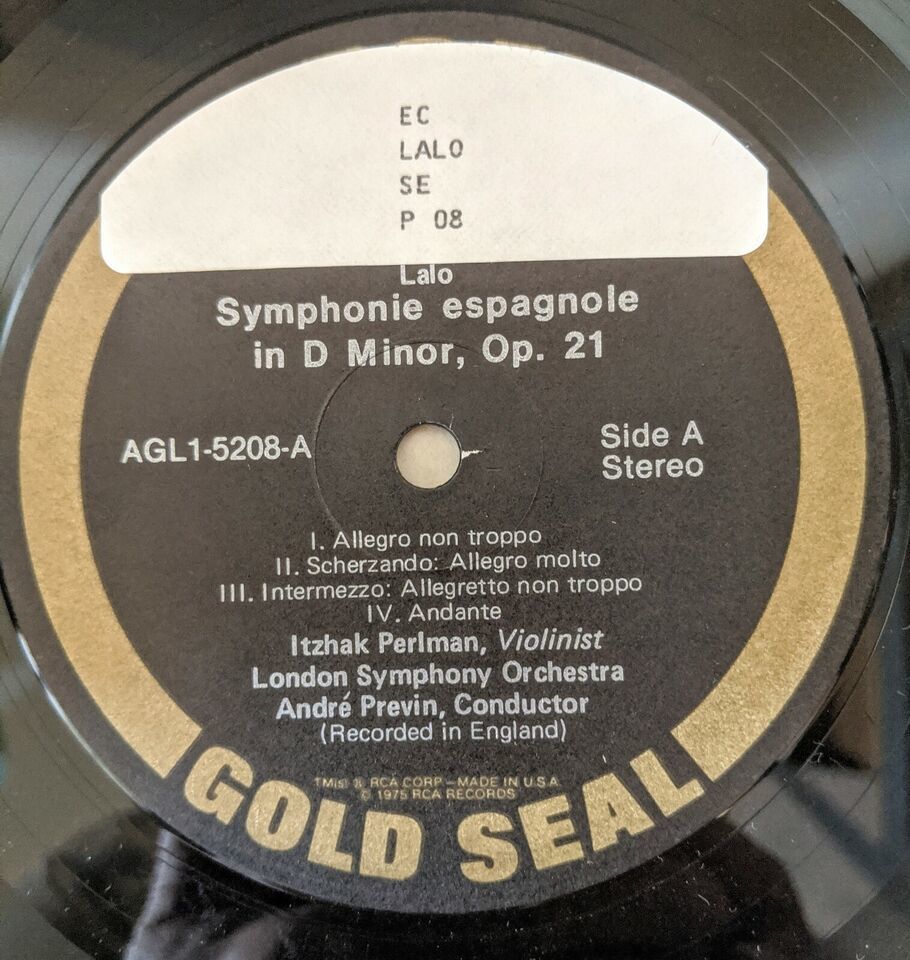 EC
LALO
SE
P 08
Lalo
Symphonie espagnole
in D Minor, Op. 21
AGL1-5208-A
Side A
Stereo
I. Allegro non troppo
II. Scherzando: Allegro molto
III. Intermezzo: Allegretto non troppo
IV. Andante
Itzhak Perlman, Violinist
London Symphony Orchestra
André Previn, Conductor
(Recorded in England)
TM(s) ® RCA CORP.—MADE IN U.S.A.
© 1975 RCA RECORDS
GOLD SEAL